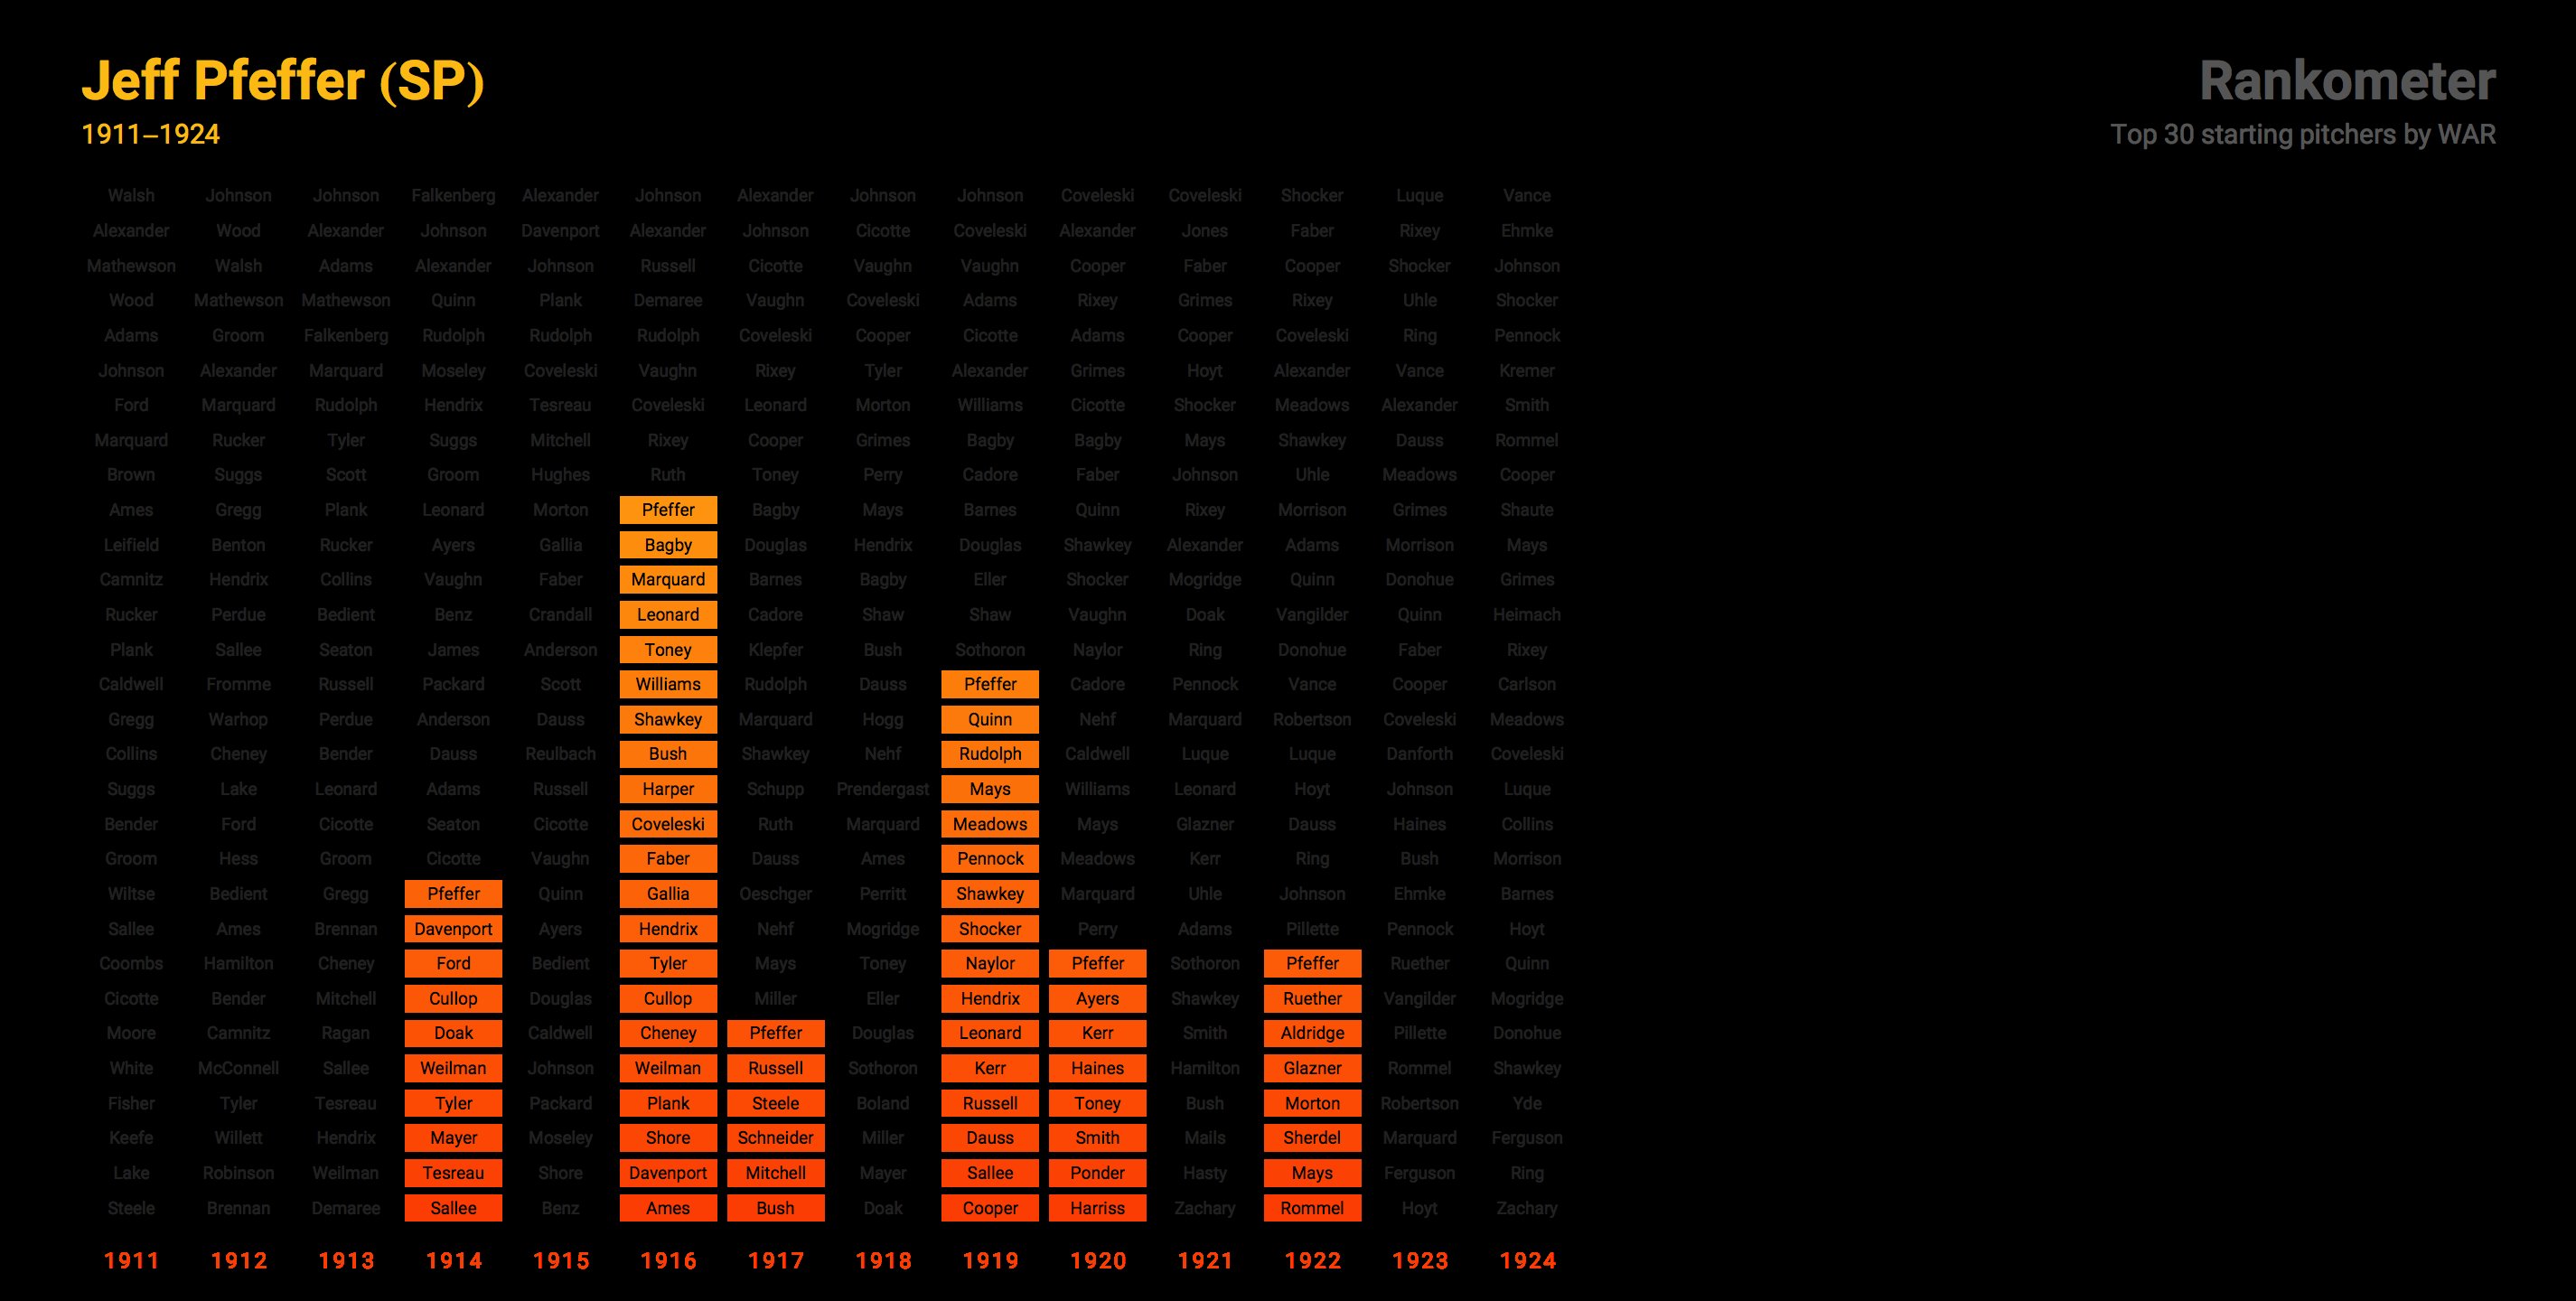 Jeff Pfeffer (SP)
1911–1924
Rankometer
Top 30 starting pitchers by WAR
Walsh Johnson Johnson Falkenberg Alexander Johnson Alexander Johnson Johnson Coveleski Coveleski Shocker Luque Vance
Alexander Wood Alexander Johnson Davenport Alexander Johnson Cicotte Coveleski Alexander Jones Faber Rixey Ehmke
Mathewson Walsh Adams Alexander Johnson Russell Cicotte Vaughn Vaughn Cooper Faber Cooper Shocker Johnson
Wood Mathewson Mathewson Quinn Plank Demaree Vaughn Coveleski Adams Rixey Grimes Rixey Uhle Shocker
Adams Groom Falkenberg Rudolph Rudolph Rudolph Coveleski Cooper Cicotte Adams Cooper Coveleski Ring Pennock
Johnson Alexander Marquard Moseley Coveleski Vaughn Rixey Tyler Alexander Grimes Hoyt Alexander Vance Kremer
Ford Marquard Rudolph Hendrix Tesreau Coveleski Leonard Morton Williams Cicotte Shocker Meadows Alexander Smith
Marquard Rucker Tyler Suggs Mitchell Rixey Cooper Grimes Bagby Bagby Mays Shawkey Dauss Rommel
Brown Suggs Scott Groom Hughes Ruth Toney Perry Cadore Faber Johnson Uhle Meadows Cooper
Ames Gregg Plank Leonard Morton Pfeffer Bagby Mays Barnes Quinn Rixey Morrison Grimes Shaute
Leifield Benton Rucker Ayers Gallia Bagby Douglas Hendrix Douglas Shawkey Alexander Adams Morrison Mays
Camnitz Hendrix Collins Vaughn Faber Marquard Barnes Bagby Eller Shocker Mogridge Quinn Donohue Grimes
Rucker Perdue Bedient Benz Crandall Leonard Cadore Shaw Shaw Vaughn Doak Vangilder Quinn Heimach
Plank Sallee Seaton James Anderson Toney Klepfer Bush Sothoron Naylor Ring Donohue Faber Rixey
Caldwell Fromme Russell Packard Scott Williams Rudolph Dauss Pfeffer Cadore Pennock Vance Cooper Carlson
Gregg Warhop Perdue Anderson Dauss Shawkey Marquard Hogg Quinn Nehf Marquard Robertson Coveleski Meadows
Collins Cheney Bender Dauss Reulbach Bush Shawkey Nehf Rudolph Caldwell Luque Luque Danforth Coveleski
Suggs Lake Leonard Adams Russell Harper Schupp Prendergast Mays Williams Leonard Hoyt Johnson Luque
Bender Ford Cicotte Seaton Cicotte Coveleski Ruth Marquard Meadows Mays Glazner Dauss Haines Collins
Groom Hess Groom Cicotte Vaughn Faber Dauss Ames Pennock Meadows Kerr Ring Bush Morrison
Wiltse Bedient Gregg Pfeffer Quinn Gallia Oeschger Perritt Shawkey Marquard Uhle Johnson Ehmke Barnes
Sallee Ames Brennan Davenport Ayers Hendrix Nehf Mogridge Shocker Perry Adams Pillette Pennock Hoyt
Coombs Hamilton Cheney Ford Bedient Tyler Mays Toney Naylor Pfeffer Sothoron Pfeffer Ruether Quinn
Cicotte Bender Mitchell Cullop Douglas Cullop Miller Eller Hendrix Ayers Shawkey Ruether Vangilder Mogridge
Moore Camnitz Ragan Doak Caldwell Cheney Pfeffer Douglas Leonard Kerr Smith Aldridge Pillette Donohue
White McConnell Sallee Weilman Johnson Weilman Russell Sothoron Kerr Haines Hamilton Glazner Rommel Shawkey
Fisher Tyler Tesreau Tyler Packard Plank Steele Boland Russell Toney Bush Morton Robertson Yde
Keefe Willett Hendrix Mayer Moseley Shore Schneider Miller Dauss Smith Mails Sherdel Marquard Ferguson
Lake Robinson Weilman Tesreau Shore Davenport Mitchell Mayer Sallee Ponder Hasty Mays Ferguson Ring
Steele Brennan Demaree Sallee Benz Ames Bush Doak Cooper Harriss Zachary Rommel Hoyt Zachary
1911 1912 1913 1914 1915 1916 1917 1918 1919 1920 1921 1922 1923 1924